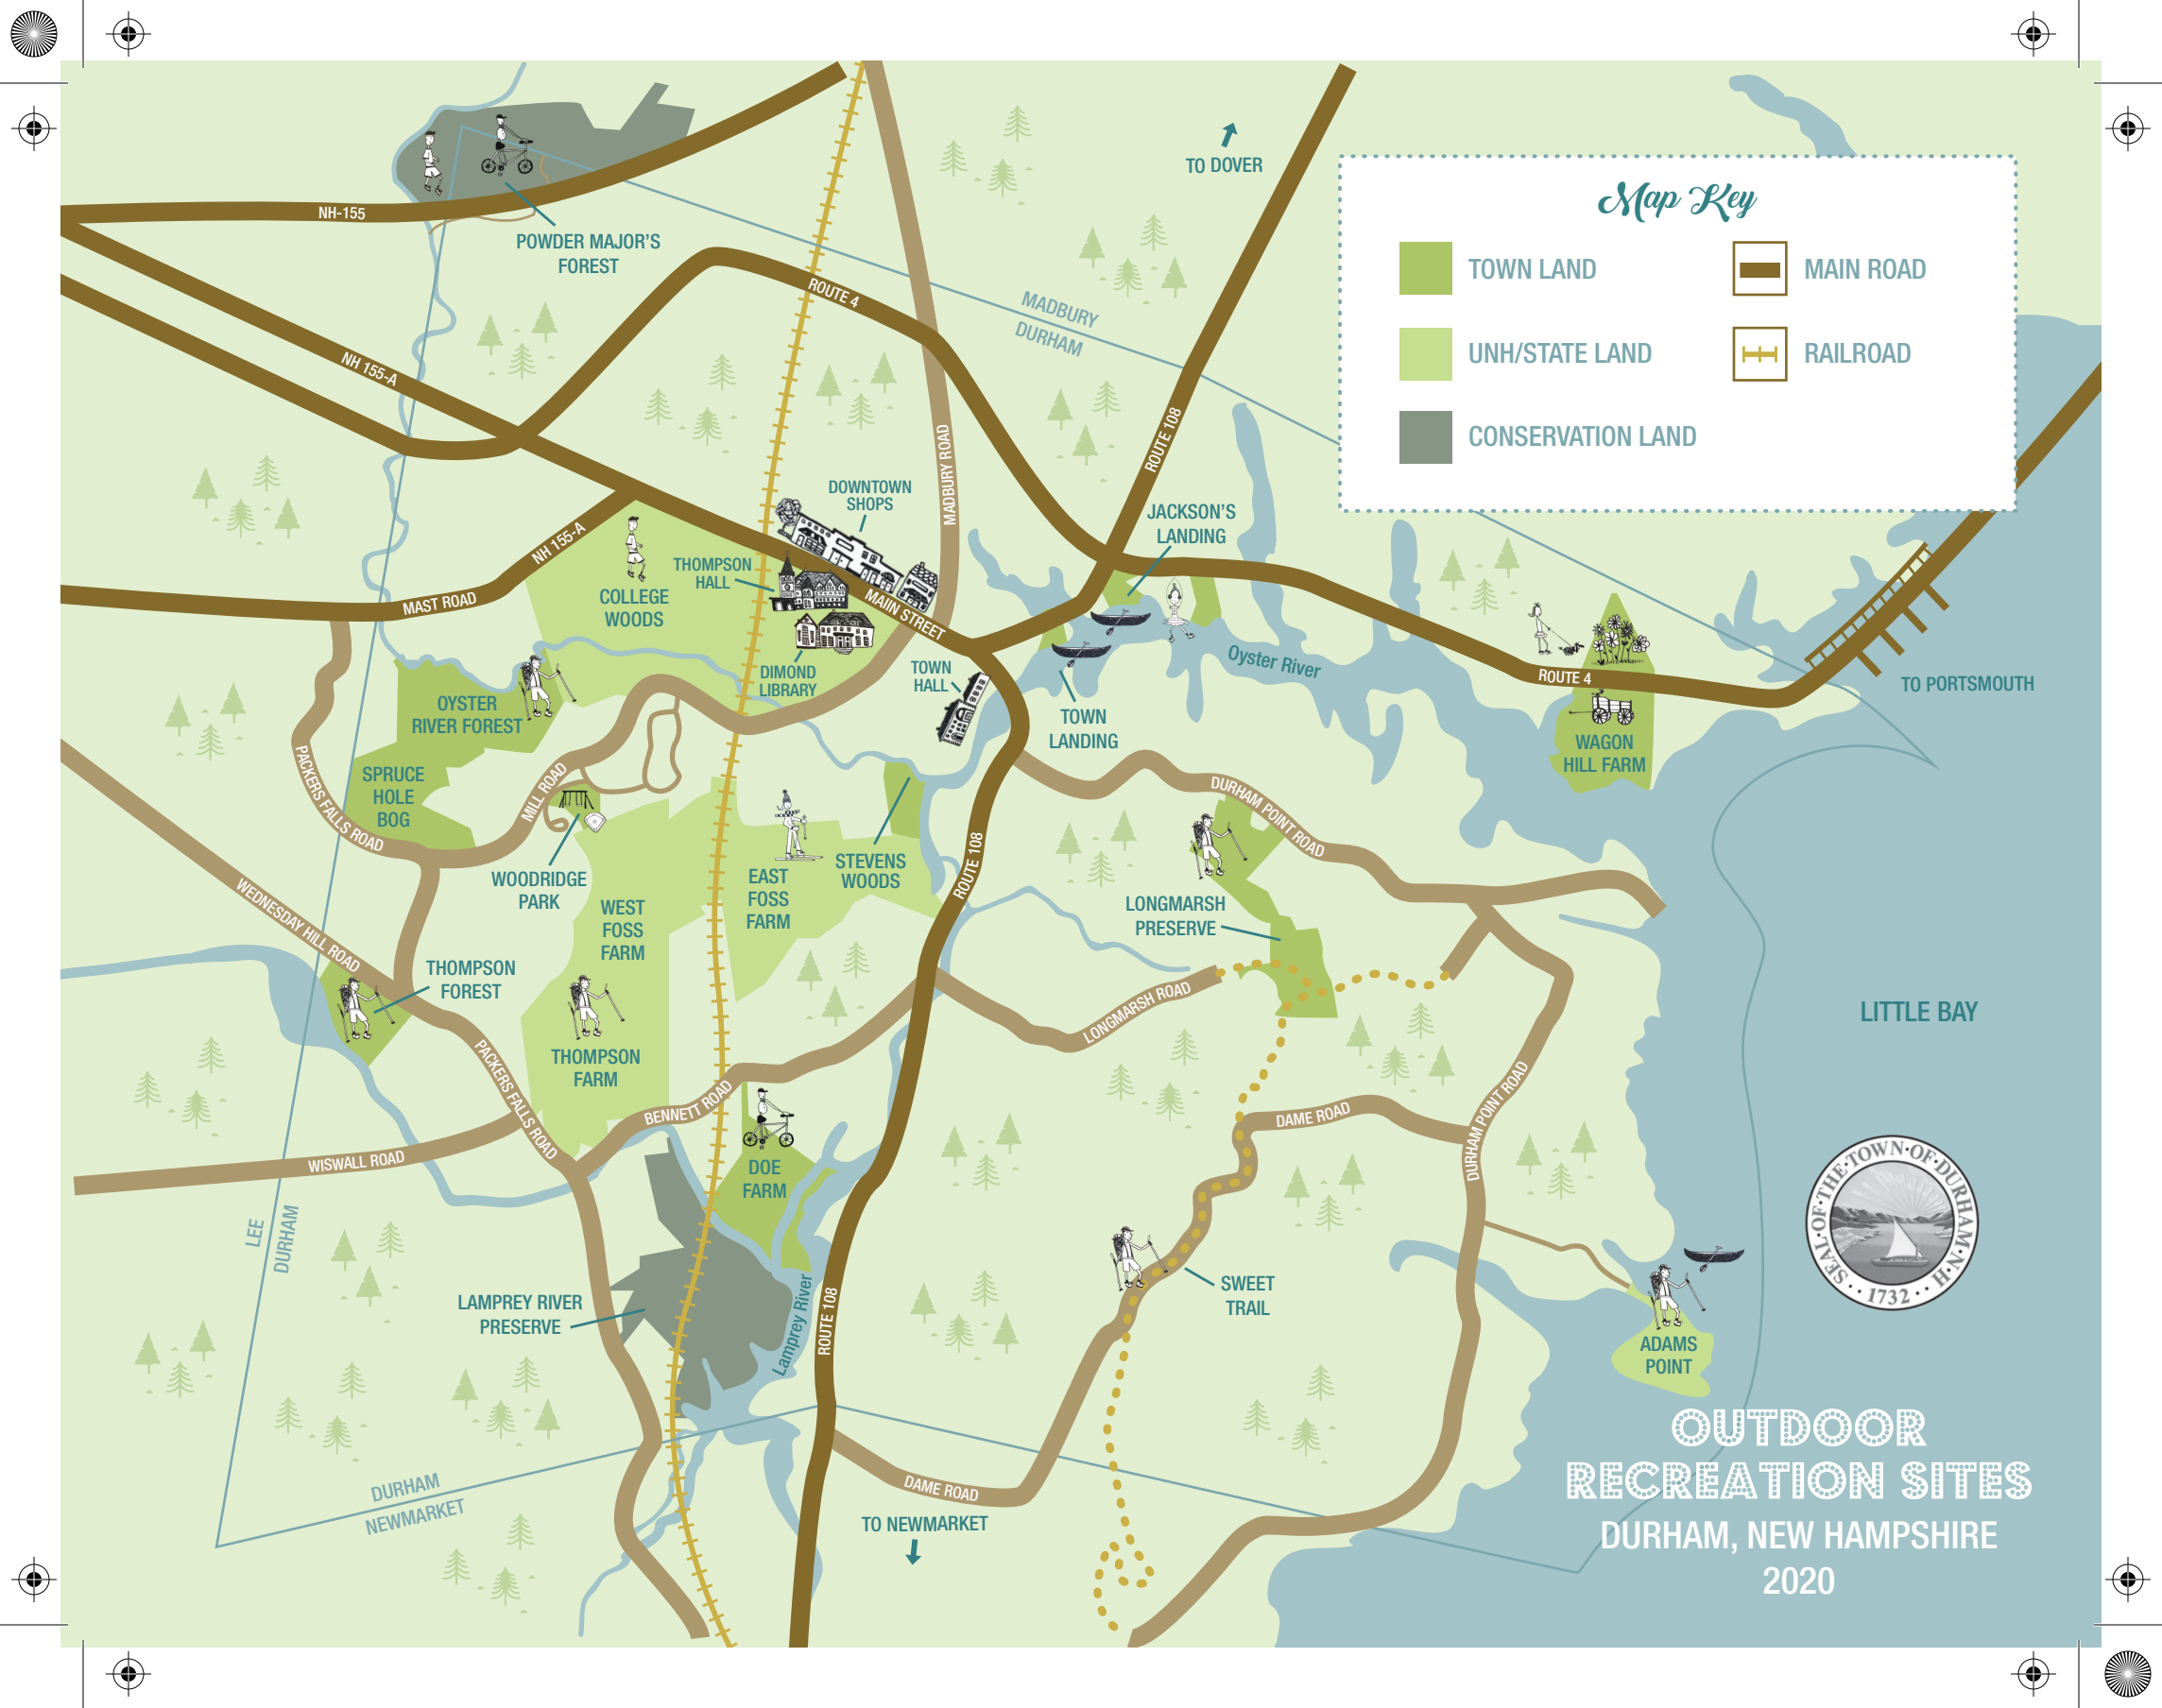 TO DOVER
Map Key
TOWN LAND
MAIN ROAD
UNH/STATE LAND
RAILROAD
CONSERVATION LAND
NH-155
POWDER MAJOR'S
FOREST
ROUTE 4
MADBURY
DURHAM
NH 155-A
ROUTE 108
MADBURY ROAD
DOWNTOWN
SHOPS
JACKSON'S
LANDING
NH 155-A
THOMPSON
HALL
COLLEGE
WOODS
MAST ROAD
MAIIN STREET
DIMOND
LIBRARY
TOWN
HALL
Oyster River
ROUTE 4
TO PORTSMOUTH
OYSTER
RIVER FOREST
TOWN
LANDING
WAGON
HILL FARM
SPRUCE
HOLE
BOG
PACKERS FALLS ROAD
MILL ROAD
DURHAM POINT ROAD
WOODRIDGE
PARK
EAST
FOSS
FARM
STEVENS
WOODS
ROUTE 108
WEST
FOSS
FARM
LONGMARSH
PRESERVE
WEDNESDAY HILL ROAD
THOMPSON
FOREST
LONGMARSH ROAD
LITTLE BAY
THOMPSON
FARM
PACKERS FALLS ROAD
BENNETT ROAD
DAME ROAD
DURHAM POINT ROAD
WISWALL ROAD
DOE
FARM
LEE
DURHAM
SEAL·OF·THE·TOWN·OF·DURHAM·N·H·
··1732··
SWEET
TRAIL
LAMPREY RIVER
PRESERVE
Lamprey River
ROUTE 108
ADAMS
POINT
DURHAM
NEWMARKET
DAME ROAD
TO NEWMARKET
OUTDOOR
RECREATION SITES
DURHAM, NEW HAMPSHIRE
2020